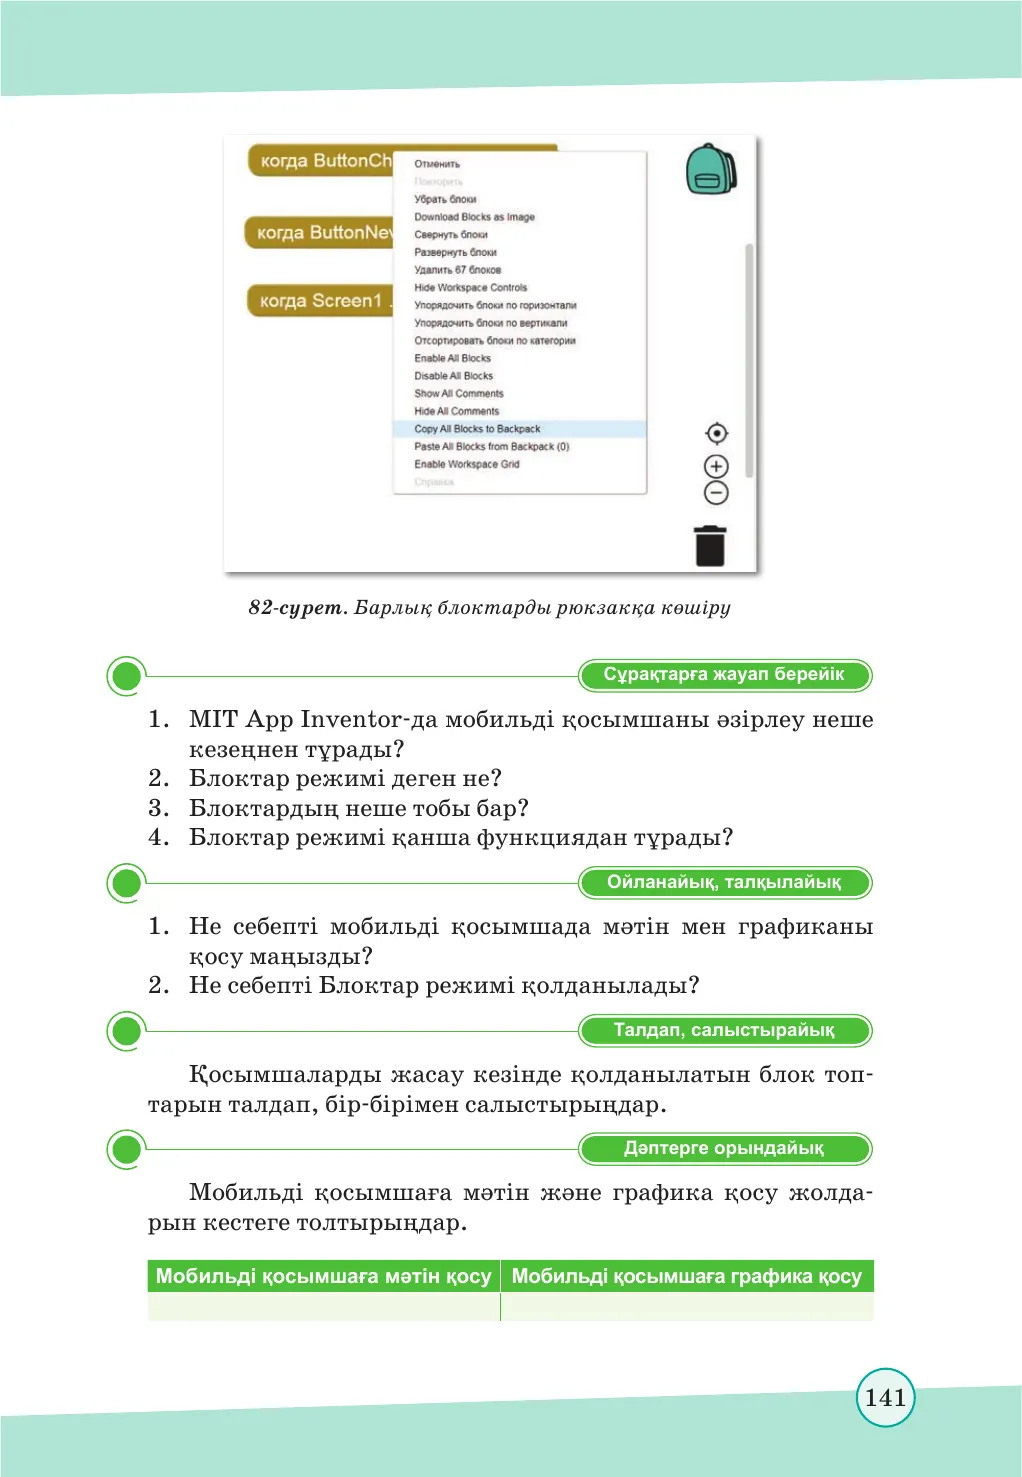 когда ButtonCh
когда ButtonNev
когда Screen1 .
Отменить
Повторить
Убрать блоки
Download Blocks as Image
Свернуть блоки
Развернуть блоки
Удалить 67 блоков
Hide Workspace Controls
Упорядочить блоки по горизонтали
Упорядочить блоки по вертикали
Отсортировать блоки по категории
Enable All Blocks
Disable All Blocks
Show All Comments
Hide All Comments
Copy All Blocks to Backpack
Paste All Blocks from Backpack (0)
Enable Workspace Grid
Справка
82-сурет. Барлық блоктарды рюкзакқа көшіру
Сұрақтарға жауап берейік
1. MIT App Inventor-да мобильді қосымшаны әзірлеу неше
кезеңнен тұрады?
2. Блоктар режимі деген не?
3. Блоктардың неше тобы бар?
4. Блоктар режимі қанша функциядан тұрады?
Ойланайық, талқылайық
1. Не себепті мобильді қосымшада мәтін мен графиканы
қосу маңызды?
2. Не себепті Блоктар режимі қолданылады?
Талдап, салыстырайық
Қосымшаларды жасау кезінде қолданылатын блок топ-
тарын талдап, бір-бірімен салыстырыңдар.
Дәптерге орындайық
Мобильді қосымшаға мәтін және графика қосу жолда-
рын кестеге толтырыңдар.
Мобильді қосымшаға мәтін қосу Мобильді қосымшаға графика қосу
141